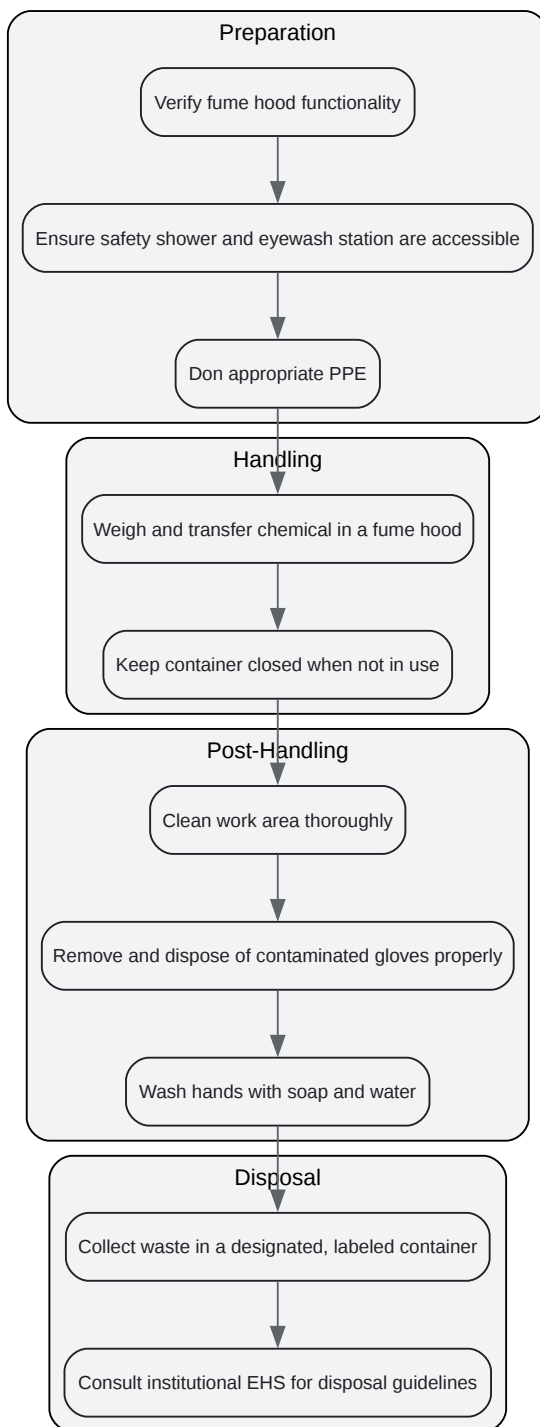 Preparation
Verify fume hood functionality
Ensure safety shower and eyewash station are accessible
Don appropriate PPE
Handling
Weigh and transfer chemical in a fume hood
Keep container closed when not in use
Post-Handling
Clean work area thoroughly
Remove and dispose of contaminated gloves properly
Wash hands with soap and water
Disposal
Collect waste in a designated, labeled container
Consult institutional EHS for disposal guidelines